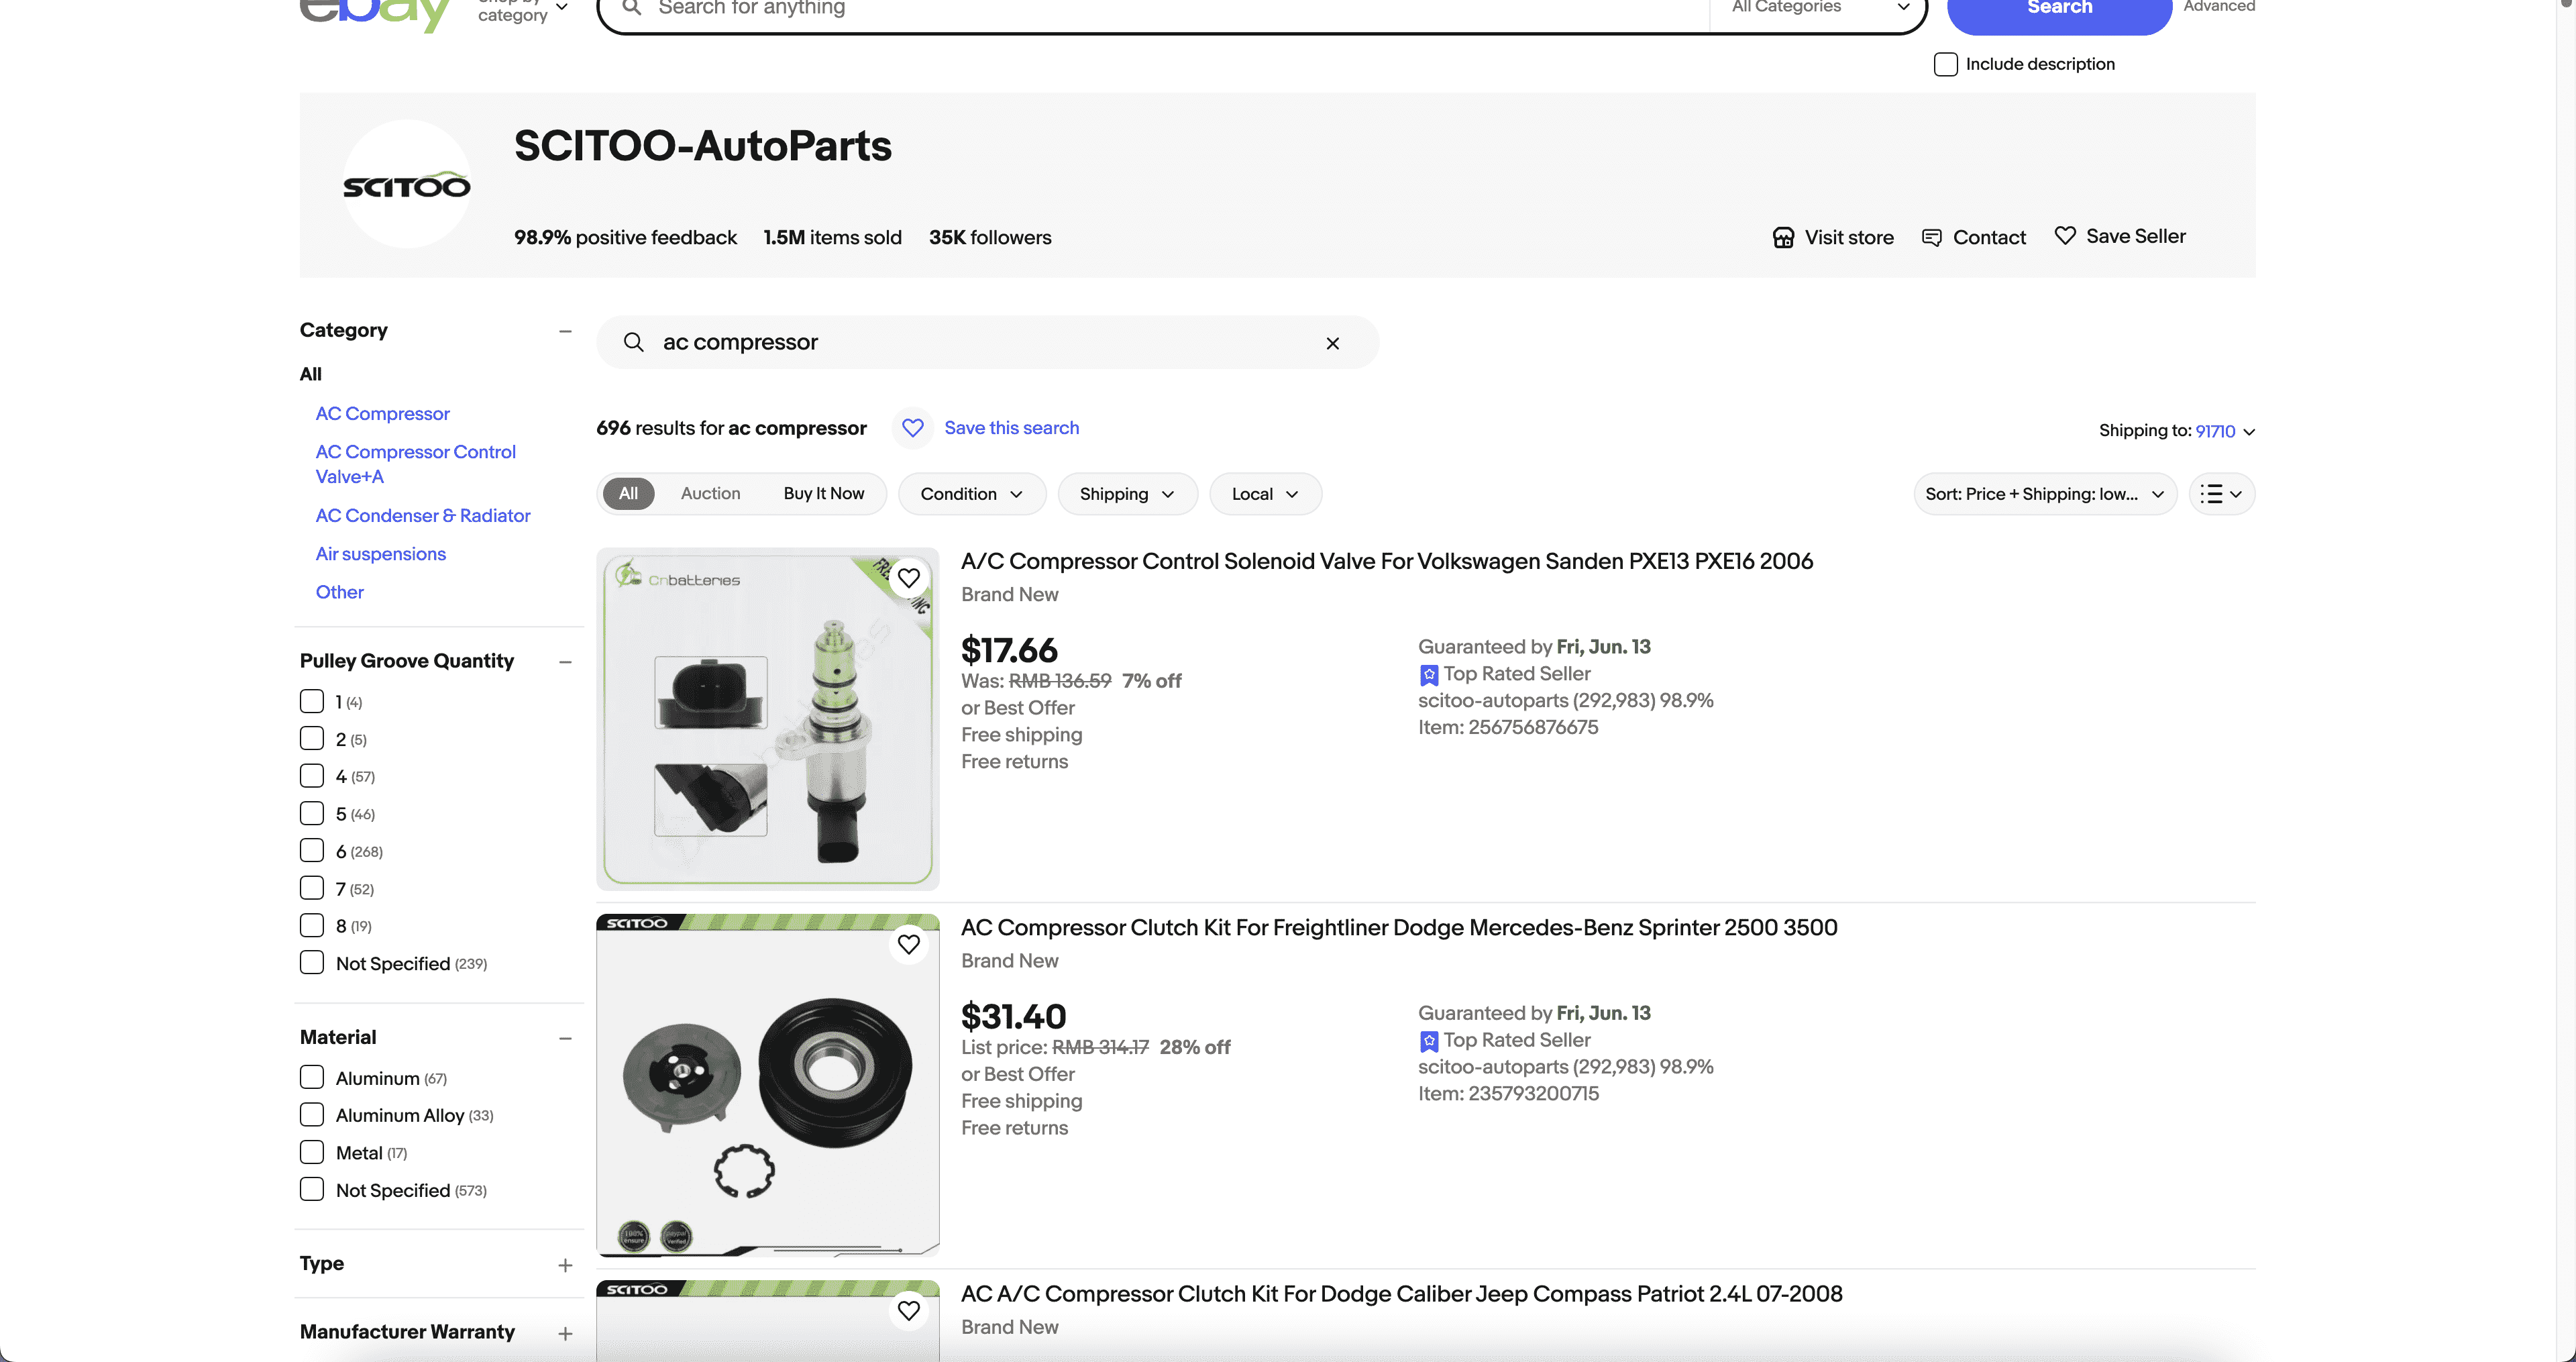 ebay
category
Search for anything
All Categories
Search
Advanced
Include description
SCITOO
SCITOO-AutoParts
98.9% positive feedback 1.5M items sold 35K followers
Visit store
Contact
Save Seller
Category
All
AC Compressor
AC Compressor Control
Valve+A
AC Condenser & Radiator
Air suspensions
Other
Pulley Groove Quantity
1 (4)
2 (5)
4 (57)
5 (46)
6 (268)
7 (52)
8 (19)
Not Specified (239)
Material
Aluminum (67)
Aluminum Alloy (33)
Metal (17)
Not Specified (573)
Type
Manufacturer Warranty
ac compressor
696 results for ac compressor
Save this search
Shipping to: 91710
All
Auction
Buy It Now
Condition
Shipping
Local
Sort: Price + Shipping: low...
Cnbatteries
A/C Compressor Control Solenoid Valve For Volkswagen Sanden PXE13 PXE16 2006
Brand New
$17.66
Was: RMB 136.59 7% off
or Best Offer
Free shipping
Free returns
Guaranteed by Fri, Jun. 13
Top Rated Seller
scitoo-autoparts (292,983) 98.9%
Item: 256756876675
SCITOO
AC Compressor Clutch Kit For Freightliner Dodge Mercedes-Benz Sprinter 2500 3500
Brand New
$31.40
List price: RMB 314.17 28% off
or Best Offer
Free shipping
Free returns
Guaranteed by Fri, Jun. 13
Top Rated Seller
scitoo-autoparts (292,983) 98.9%
Item: 235793200715
SCITOO
AC A/C Compressor Clutch Kit For Dodge Caliber Jeep Compass Patriot 2.4L 07-2008
Brand New